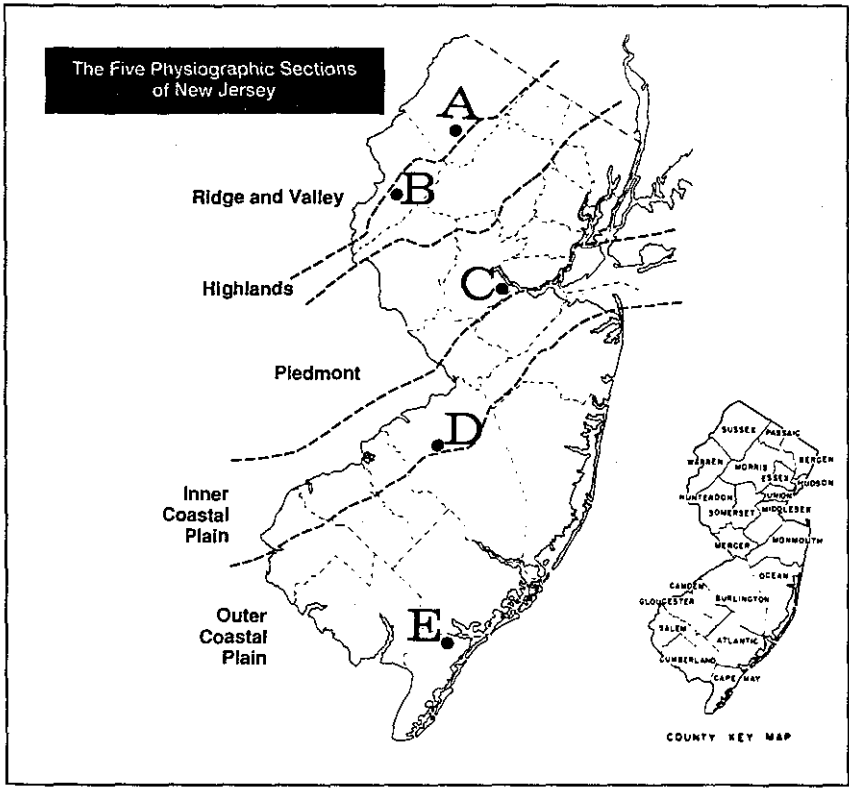 The Five Physiographic Sections
of New Jersey
A
B
Ridge and Valley
Highlands
C
Piedmont
D
Inner
Coastal
Plain
Outer
Coastal
Plain
E
SUSSEX
PASSAIC
BERGEN
WARREN
MORRIS
ESSEX
HUDSON
HUNTERDON
UNION
SOMERSET
MIDDLESEX
MERCER
MONMOUTH
OCEAN
CAMDEN
GLOUCESTER
BURLINGTON
SALEM
ATLANTIC
CUMBERLAND
CAPE MAY
COUNTY KEY MAP